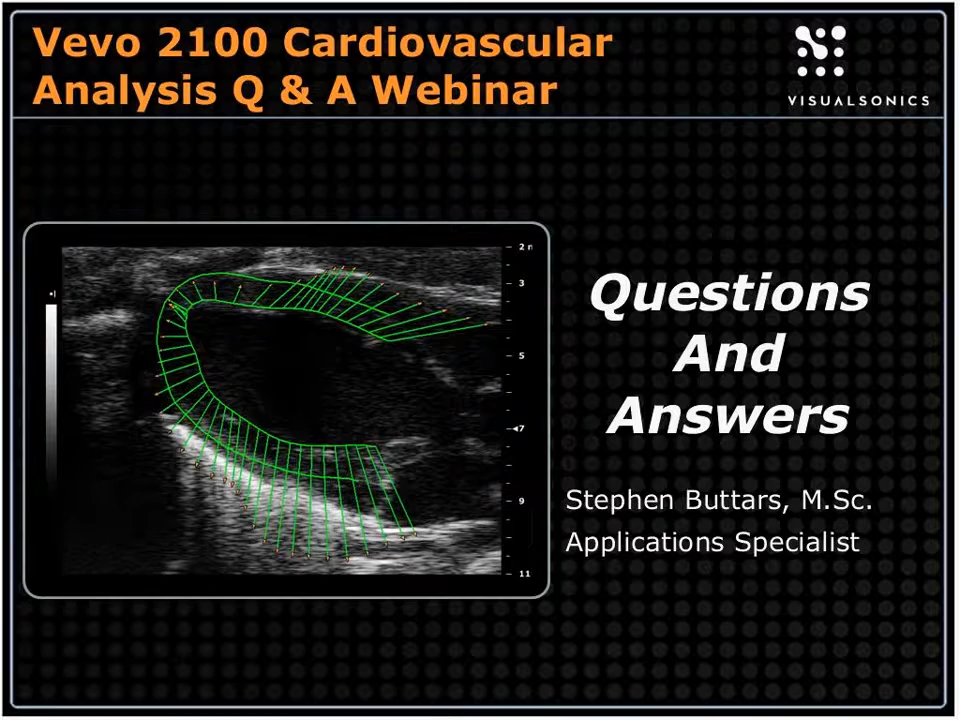 Vevo 2100 Cardiovascular
Analysis Q & A Webinar
VISUALSONICS
2
3
5
7
9
11
Questions
And
Answers
Stephen Buttars, M.Sc.
Applications Specialist